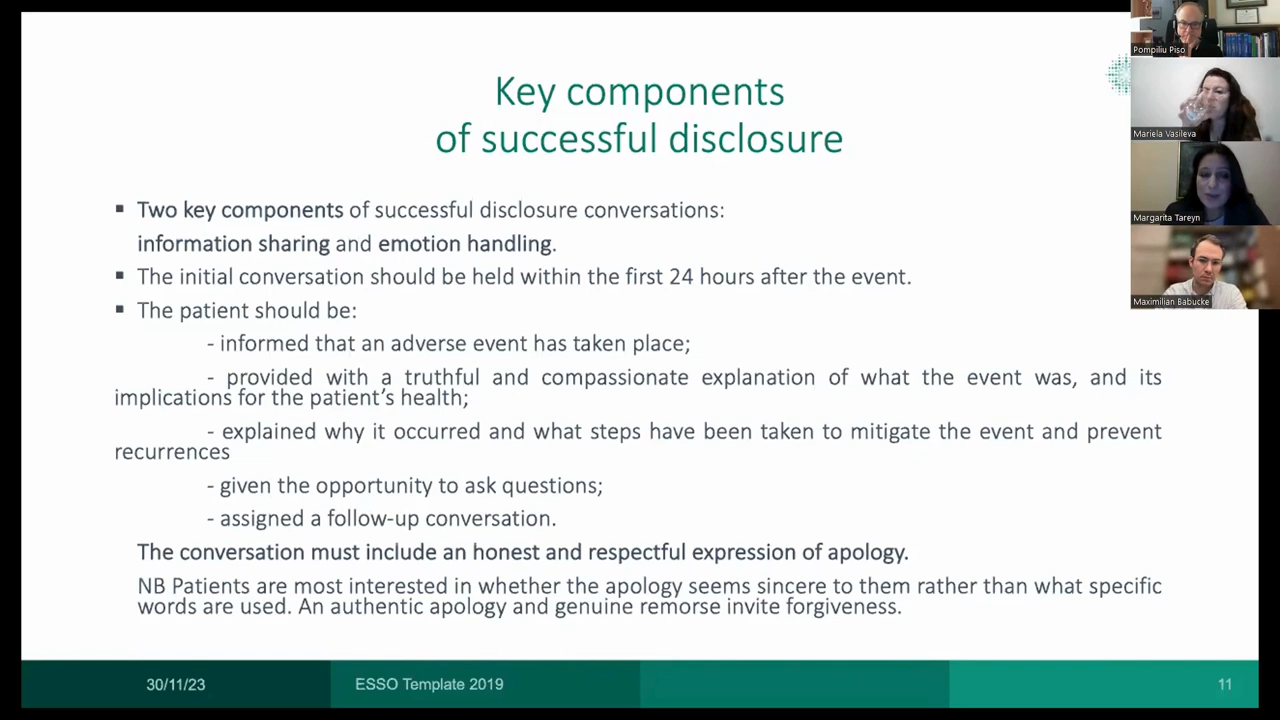 Key components
of successful disclosure
▪ Two key components of successful disclosure conversations:
information sharing and emotion handling.
▪ The initial conversation should be held within the first 24 hours after the event.
▪ The patient should be:
- informed that an adverse event has taken place;
- provided with a truthful and compassionate explanation of what the event was, and its
implications for the patient's health;
- explained why it occurred and what steps have been taken to mitigate the event and prevent
recurrences
- given the opportunity to ask questions;
- assigned a follow-up conversation.
The conversation must include an honest and respectful expression of apology.
NB Patients are most interested in whether the apology seems sincere to them rather than what specific
words are used. An authentic apology and genuine remorse invite forgiveness.
30/11/23
ESSO Template 2019
11
Pompiliu Piso
Mariela Vasileva
Margarita Tareyn
Maximilian Babucke